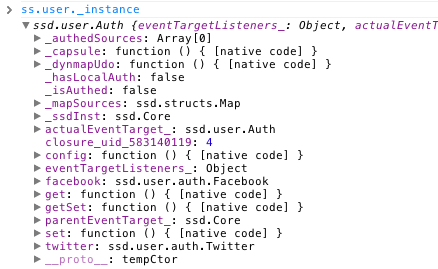 ss.user._instance
ssd.user.Auth {eventTargetListeners_: Object, actualEventT
_authedSources: Array[0]
_capsule: function () { [native code] }
_dynmapUdo: function () { [native code] }
_hasLocalAuth: false
_isAuthed: false
_mapSources: ssd.structs.Map
_ssdInst: ssd.Core
actualEventTarget_: ssd.user.Auth
closure_uid_583140119: 4
config: function () { [native code] }
eventTargetListeners_: Object
facebook: ssd.user.auth.Facebook
get: function () { [native code] }
getSet: function () { [native code] }
parentEventTarget_: ssd.Core
set: function () { [native code] }
twitter: ssd.user.auth.Twitter
__proto__: tempCtor